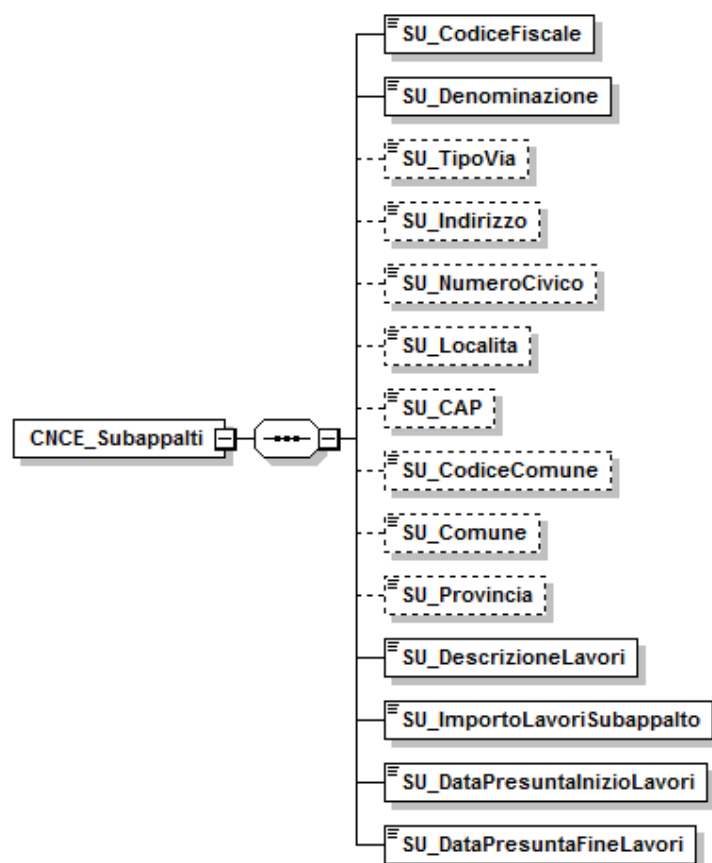 SU_CodiceFiscale
SU_Denominazione
SU_TipoVia
SU_Indirizzo
SU_NumeroCivico
SU_Localita
SU_CAP
CNCE_Subappalti
SU_CodiceComune
SU_Comune
SU_Provincia
SU_DescrizioneLavori
SU_ImportoLavoriSubappalto
SU_DataPresuntaInizioLavori
SU_DataPresuntaFineLavori